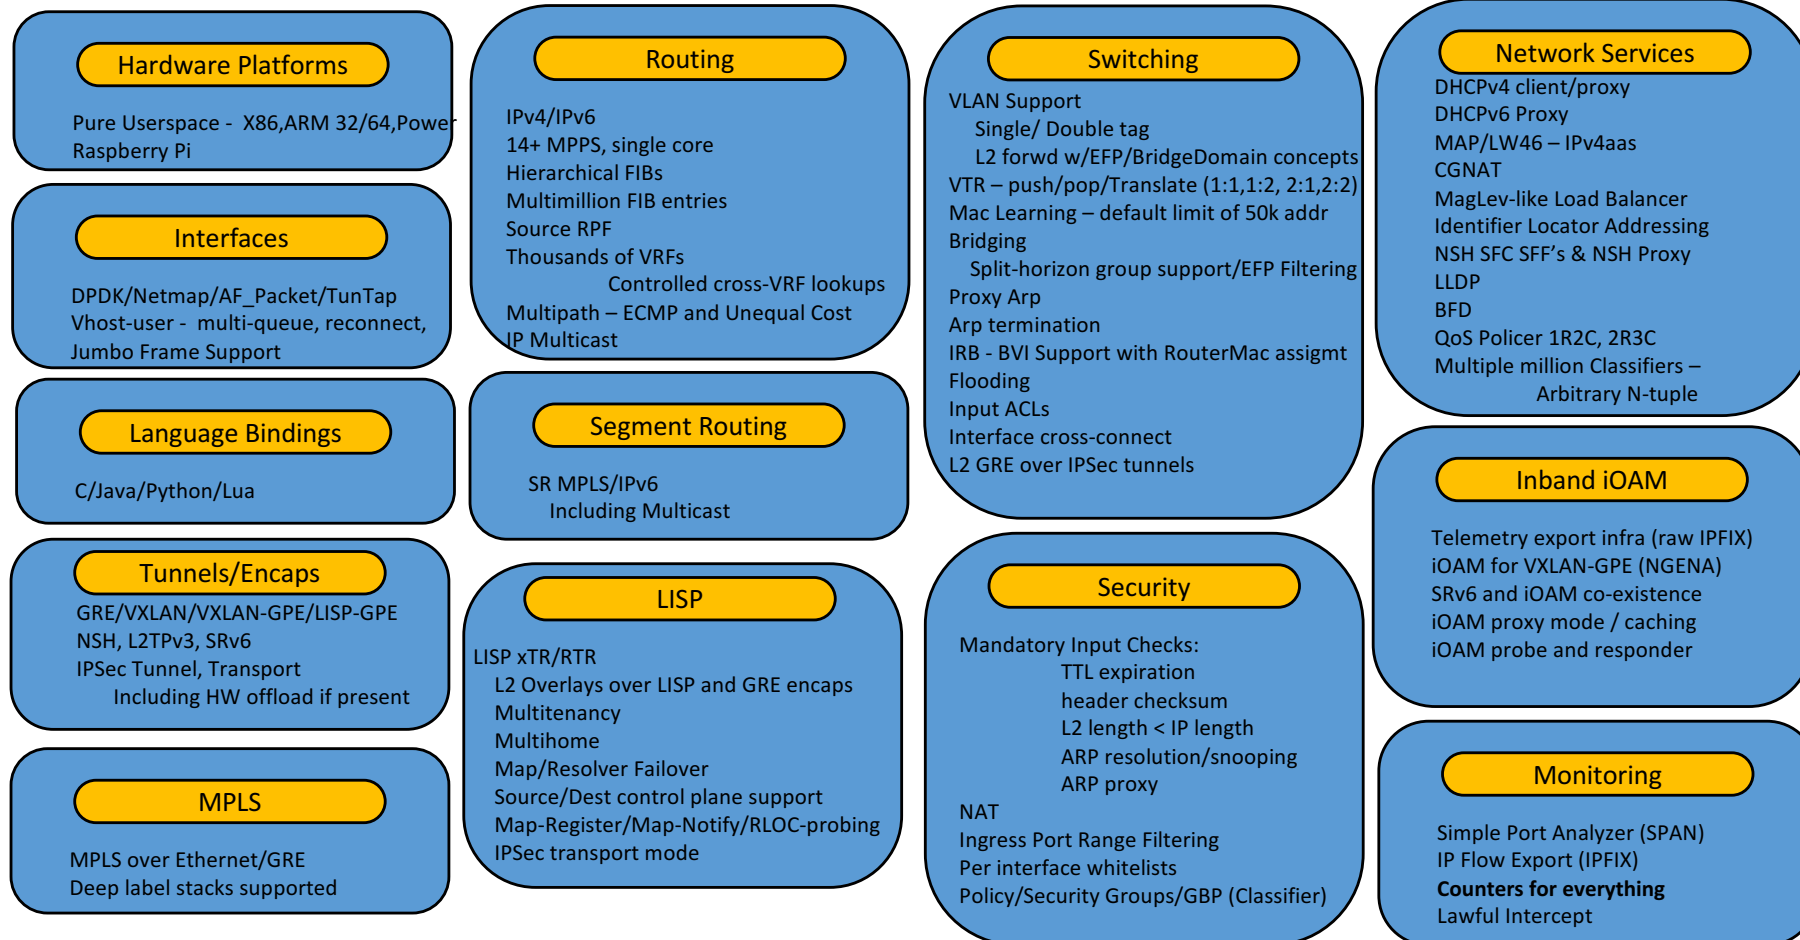 Hardware Platforms
Pure Userspace - X86,ARM 32/64,Power
Raspberry Pi
Interfaces
DPDK/Netmap/AF_Packet/TunTap
Vhost-user - multi-queue, reconnect,
Jumbo Frame Support
Language Bindings
C/Java/Python/Lua
Tunnels/Encaps
GRE/VXLAN/VXLAN-GPE/LISP-GPE
NSH, L2TPv3, SRv6
IPSec Tunnel, Transport
Including HW offload if present
MPLS
MPLS over Ethernet/GRE
Deep label stacks supported
Routing
IPv4/IPv6
14+ MPPS, single core
Hierarchical FIBs
Multimillion FIB entries
Source RPF
Thousands of VRFs
Controlled cross-VRF lookups
Multipath – ECMP and Unequal Cost
IP Multicast
Segment Routing
SR MPLS/IPv6
Including Multicast
LISP
LISP xTR/RTR
L2 Overlays over LISP and GRE encaps
Multitenancy
Multihome
Map/Resolver Failover
Source/Dest control plane support
Map-Register/Map-Notify/RLOC-probing
IPSec transport mode
Switching
VLAN Support
Single/ Double tag
L2 forwd w/EFP/BridgeDomain concepts
VTR – push/pop/Translate (1:1,1:2, 2:1,2:2)
Mac Learning – default limit of 50k addr
Bridging
Split-horizon group support/EFP Filtering
Proxy Arp
Arp termination
IRB - BVI Support with RouterMac assigmt
Flooding
Input ACLs
Interface cross-connect
L2 GRE over IPSec tunnels
Security
Mandatory Input Checks:
TTL expiration
header checksum
L2 length < IP length
ARP resolution/snooping
ARP proxy
NAT
Ingress Port Range Filtering
Per interface whitelists
Policy/Security Groups/GBP (Classifier)
Network Services
DHCPv4 client/proxy
DHCPv6 Proxy
MAP/LW46 – IPv4aas
CGNAT
MagLev-like Load Balancer
Identifier Locator Addressing
NSH SFC SFF's & NSH Proxy
LLDP
BFD
QoS Policer 1R2C, 2R3C
Multiple million Classifiers –
Arbitrary N-tuple
Inband iOAM
Telemetry export infra (raw IPFIX)
iOAM for VXLAN-GPE (NGENA)
SRv6 and iOAM co-existence
iOAM proxy mode / caching
iOAM probe and responder
Monitoring
Simple Port Analyzer (SPAN)
IP Flow Export (IPFIX)
Counters for everything
Lawful Intercept